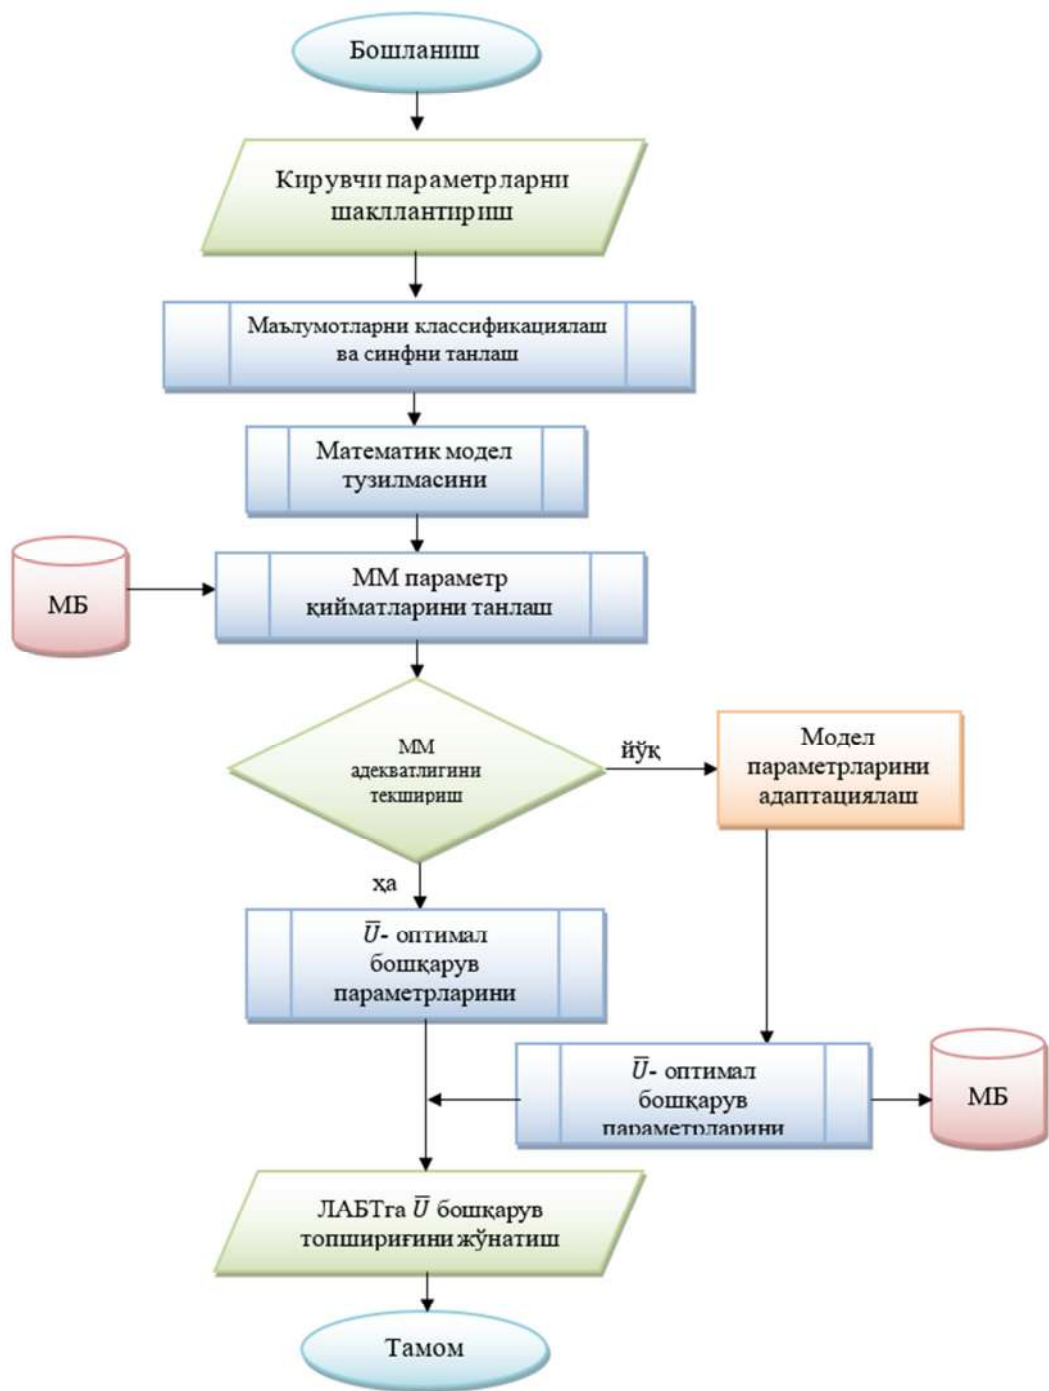 Бошланиш
Кирувчи параметрларни
шакллантириш
Маълумотларни классификациялаш
ва синфни танлаш
Математик модел
тузилмасини
МБ
ММ параметр
қийматларини танлаш
ММ
адекватлигини
текшириш
йўқ
Модел
параметрларини
адаптациялаш
ҳа
U̅- оптимал
бошқарув
параметрларини
U̅- оптимал
бошқарув
параметрларини
МБ
ЛАБТга U̅ бошқарув
топшириғини жўнатиш
Тамом